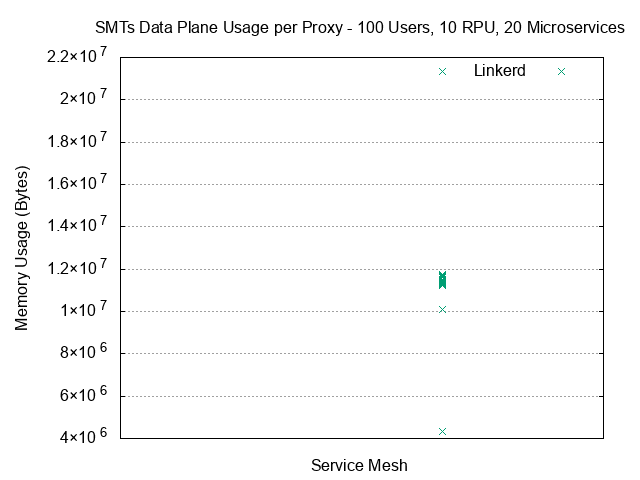 SMTs Data Plane Usage per Proxy - 100 Users, 10 RPU, 20 Microservices
2.2×10^7
2×10^7
1.8×10^7
1.6×10^7
1.4×10^7
1.2×10^7
1×10^7
8×10^6
6×10^6
4×10^6
Memory Usage (Bytes)
Linkerd
Service Mesh